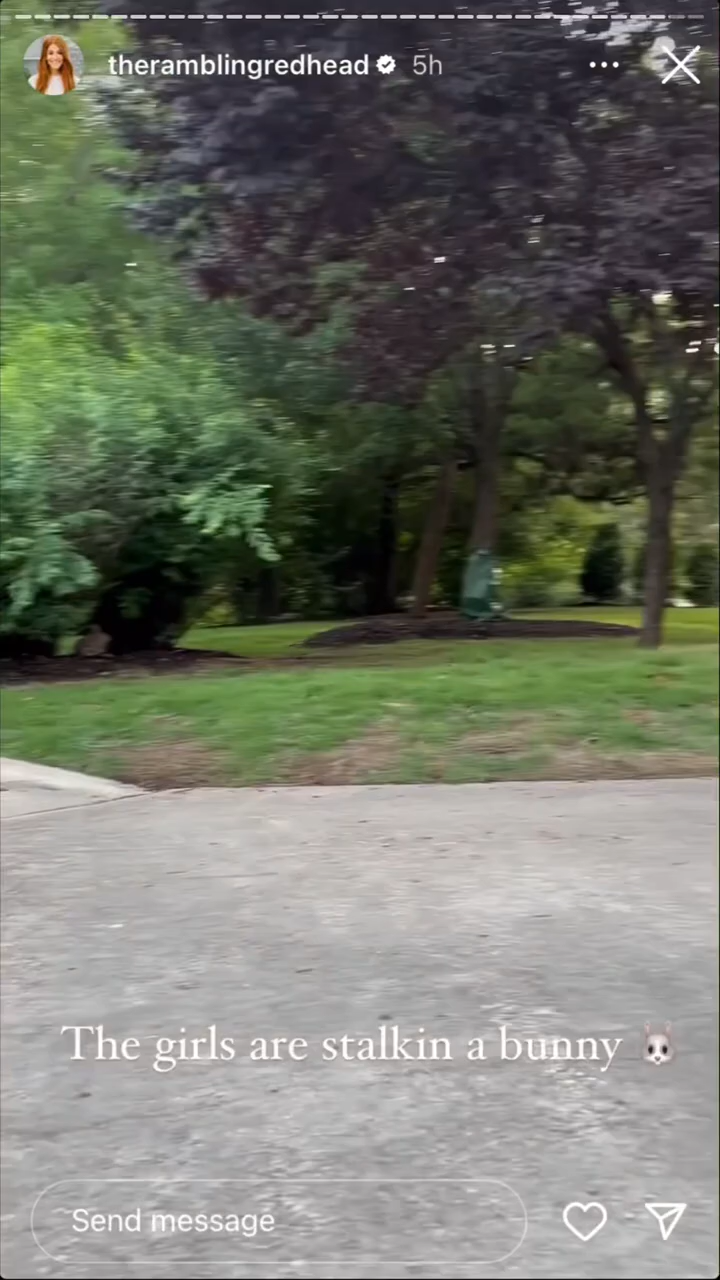 theramblingredhead 5h
The girls are stalkin a bunny 🐰
Send message